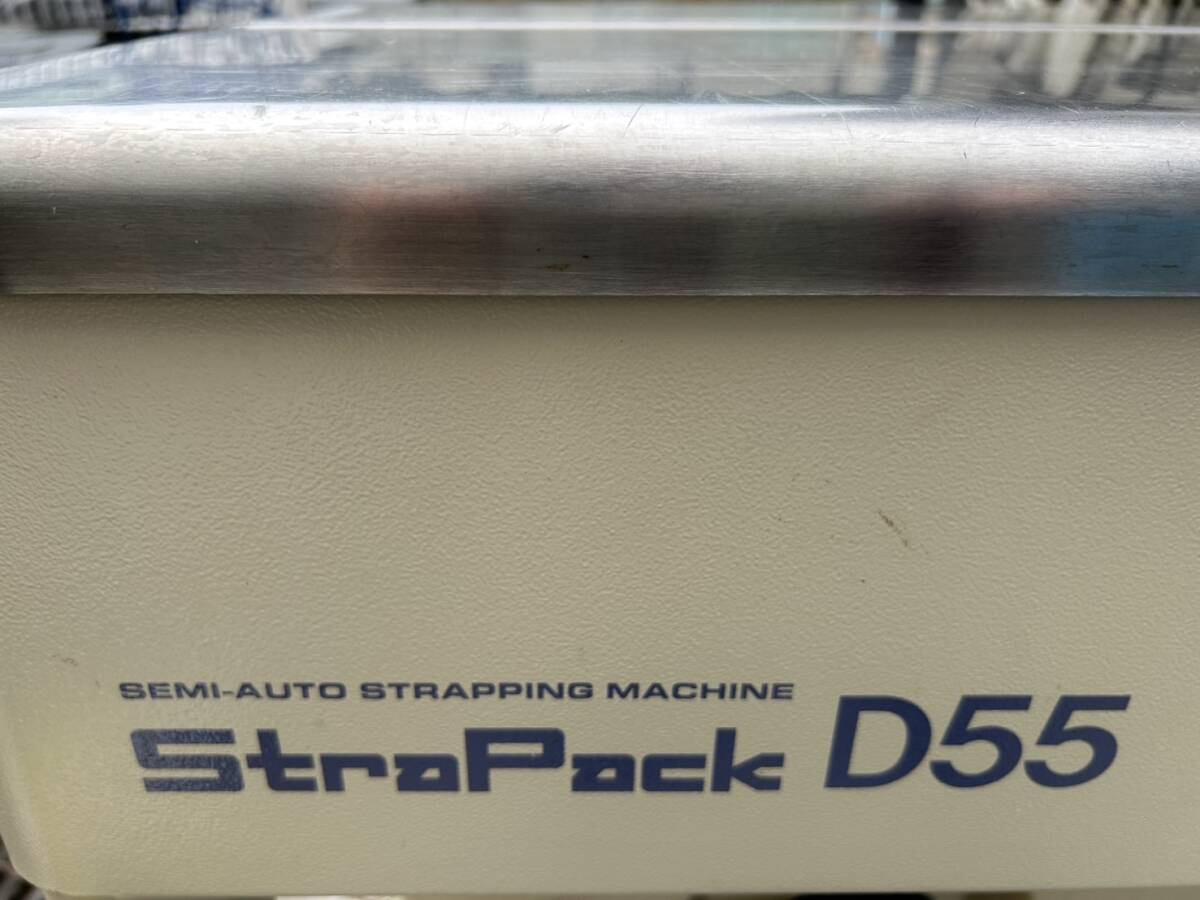 SEMI-AUTO STRAPPING MACHINE
StraPack D55